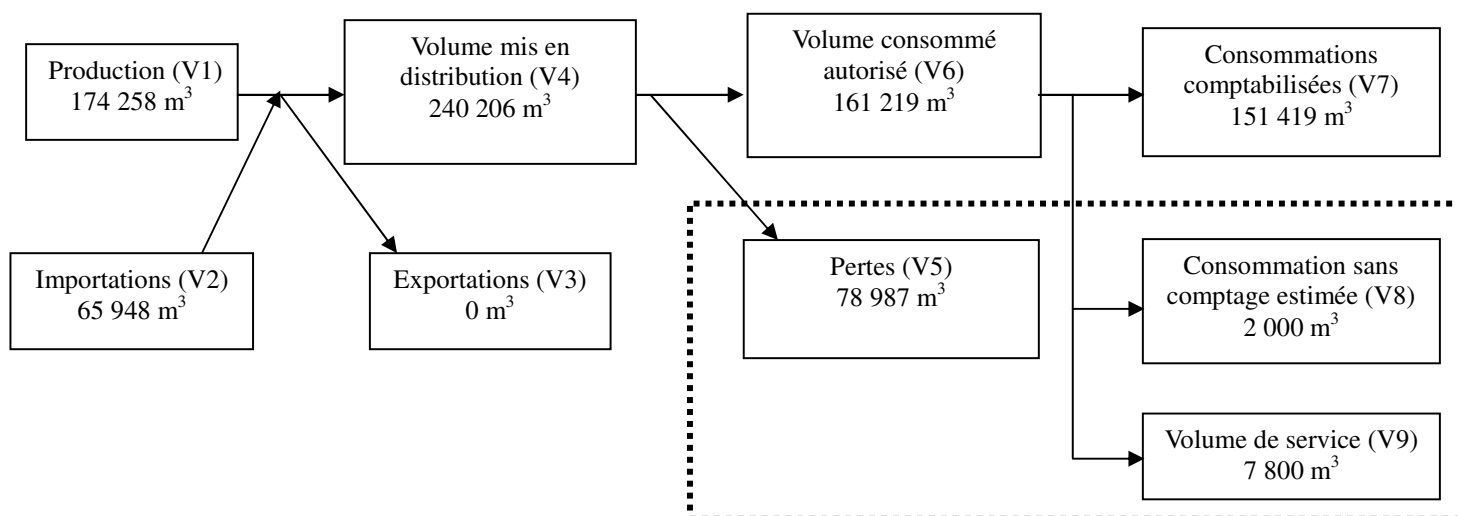 Production (V1)
174 258 m³
Volume mis en
distribution (V4)
240 206 m³
Volume consommé
autorisé (V6)
161 219 m³
Consommations
comptabilisées (V7)
151 419 m³
Importations (V2)
65 948 m³
Exportations (V3)
0 m³
Pertes (V5)
78 987 m³
Consommation sans
comptage estimée (V8)
2 000 m³
Volume de service (V9)
7 800 m³